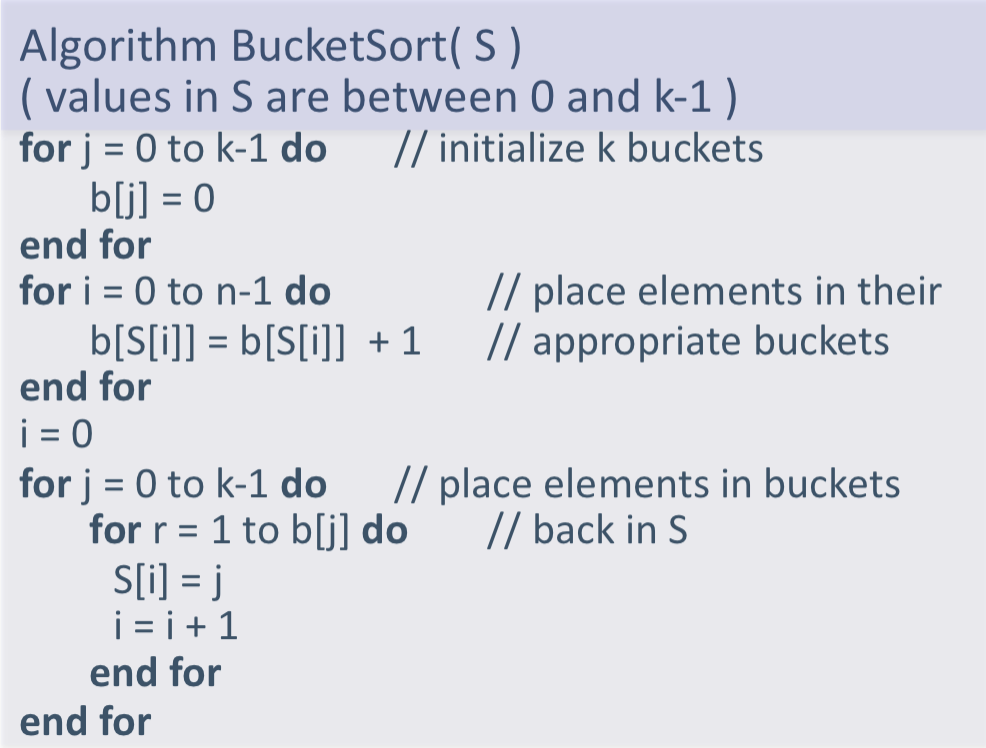 Algorithm BucketSort( S )
( values in S are between 0 and k-1 )
for j = 0 to k-1 do // initialize k buckets
b[j] = 0
end for
for i = 0 to n-1 do // place elements in their
b[S[i]] = b[S[i]] + 1 // appropriate buckets
end for
i = 0
for j = 0 to k-1 do // place elements in buckets
for r = 1 to b[j] do // back in S
S[i] = j
i = i + 1
end for
end for